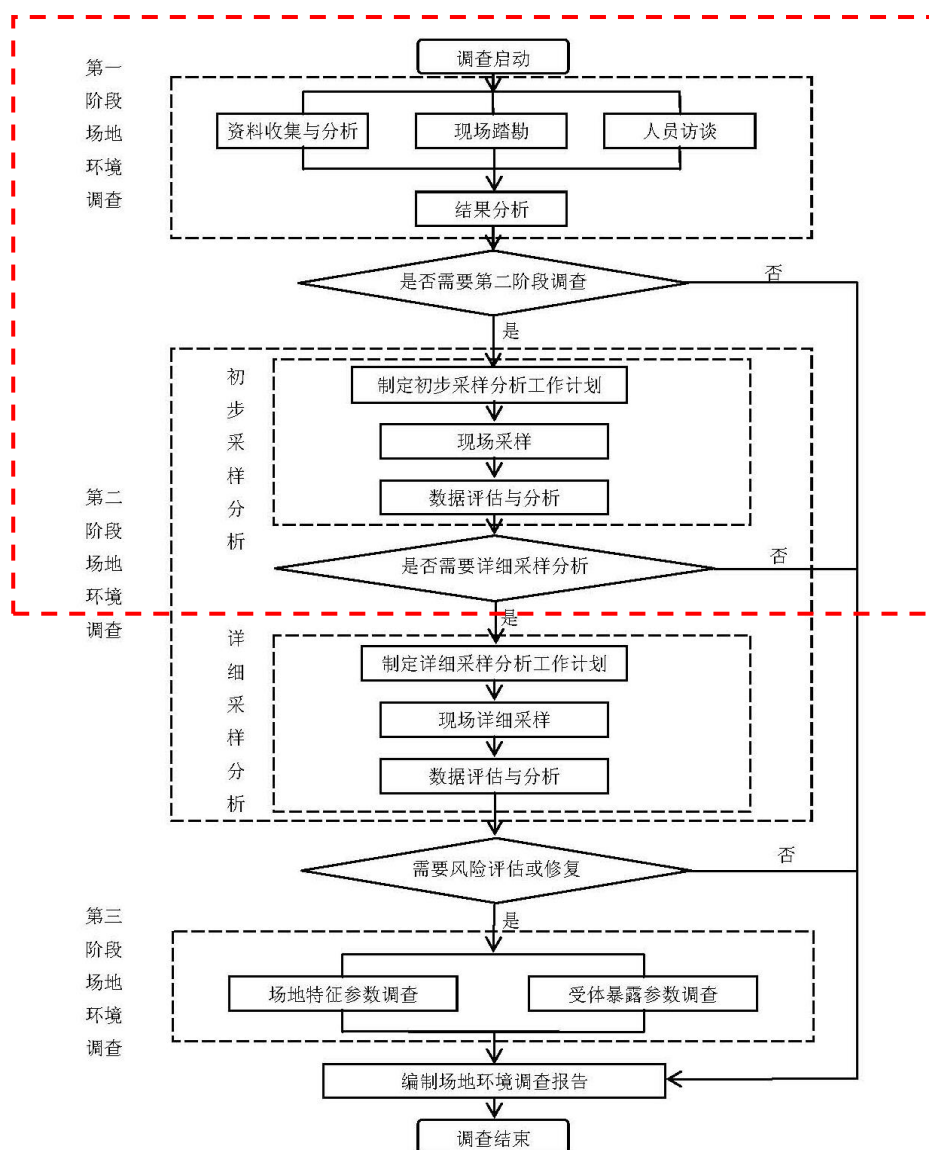 调查启动
第一
阶段
场地
环境
调查
资料收集与分析
现场踏勘
人员访谈
结果分析
是否需要第二阶段调查
否
是
第二
阶段
场地
环境
调查
初
步
采
样
分
析
制定初步采样分析工作计划
现场采样
数据评估与分析
是否需要详细采样分析
否
是
详
细
采
样
分
析
制定详细采样分析工作计划
现场详细采样
数据评估与分析
需要风险评估或修复
否
是
第三
阶段
场地
环境
调查
场地特征参数调查
受体暴露参数调查
编制场地环境调查报告
调查结束